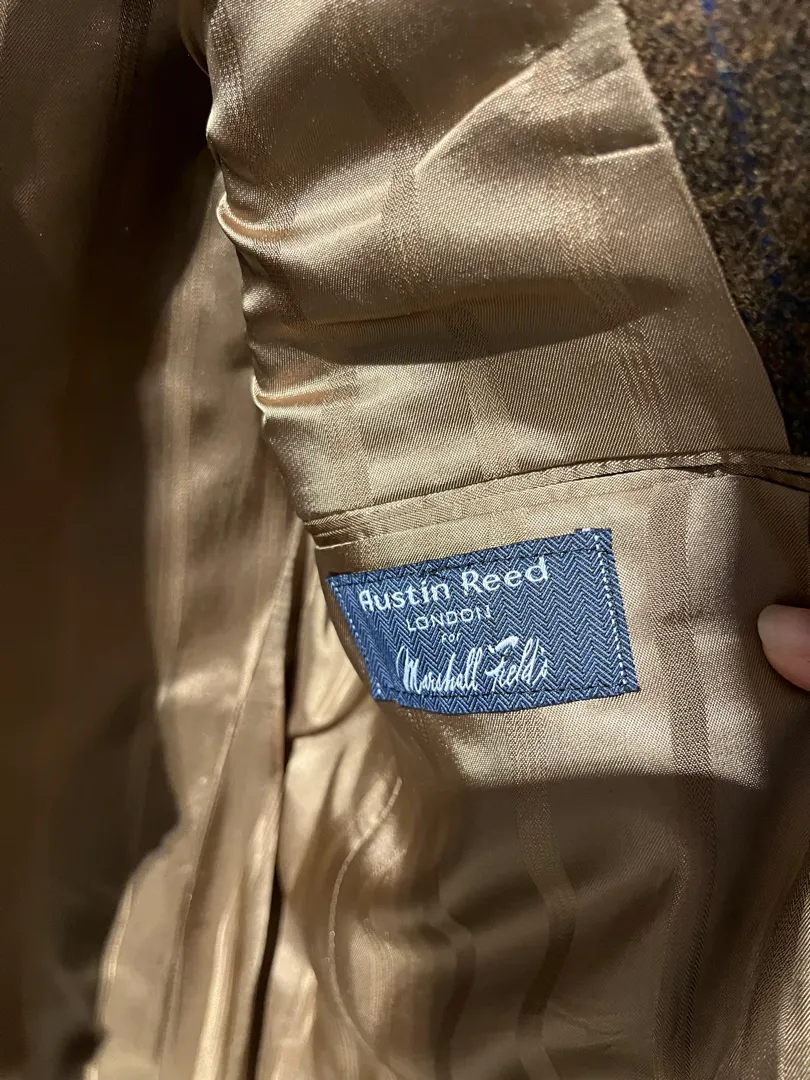 Austin Reed
LONDON
for
Marshall Field's